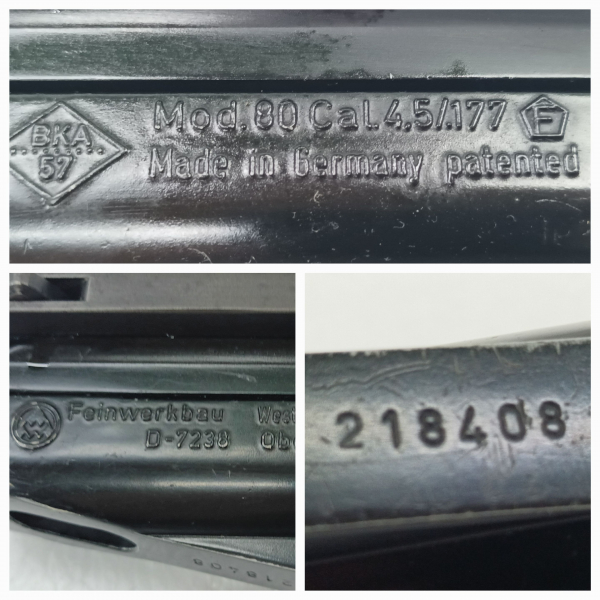 BKA
57
Mod. 80 Cal. 4,5/.177 F
Made in Germany patented
Feinwerkbau
D-7238
218408